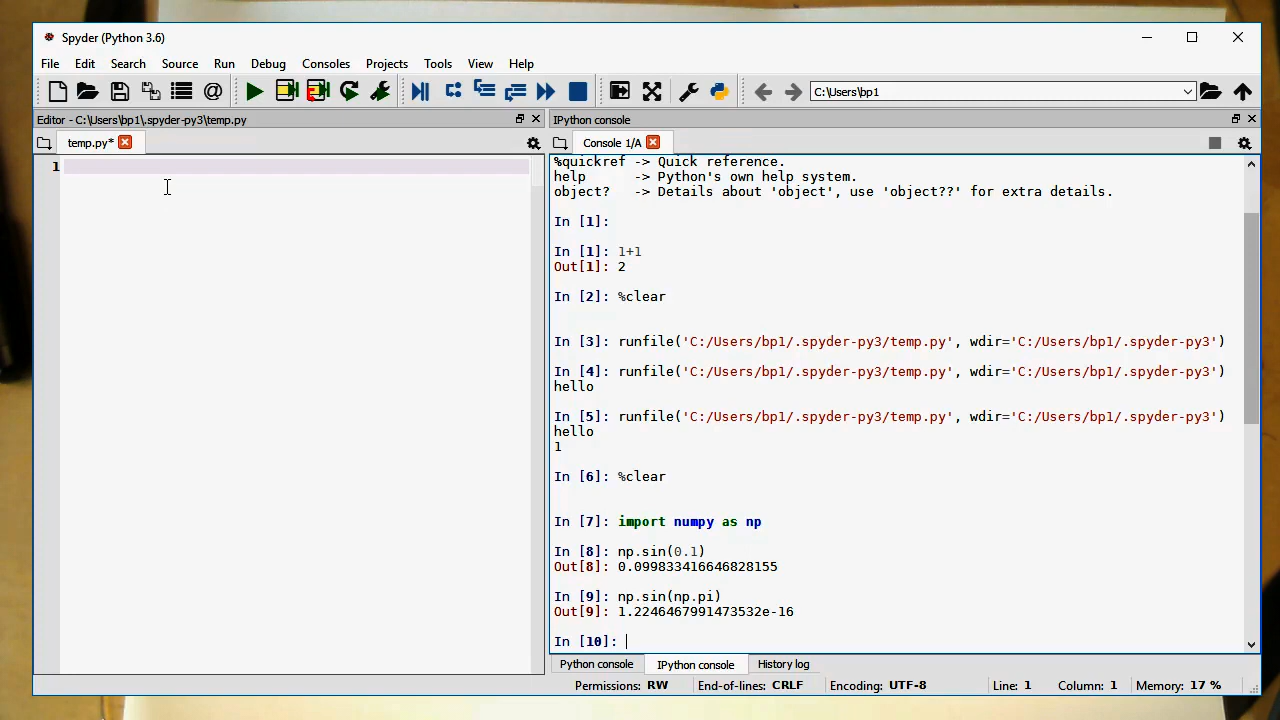 Spyder (Python 3.6)
File Edit Search Source Run Debug Consoles Projects Tools View Help
C:\Users\bp1
Editor - C:\Users\bp1\.spyder-py3\temp.py
temp.py*
1
IPython console
Console 1/A
%quickref -> Quick reference.
help -> Python's own help system.
object? -> Details about 'object', use 'object??' for extra details.
In [1]:
In [1]: 1+1
Out[1]: 2
In [2]: %clear
In [3]: runfile('C:/Users/bp1/.spyder-py3/temp.py', wdir='C:/Users/bp1/.spyder-py3')
In [4]: runfile('C:/Users/bp1/.spyder-py3/temp.py', wdir='C:/Users/bp1/.spyder-py3')
hello
In [5]: runfile('C:/Users/bp1/.spyder-py3/temp.py', wdir='C:/Users/bp1/.spyder-py3')
hello
1
In [6]: %clear
In [7]: import numpy as np
In [8]: np.sin(0.1)
Out[8]: 0.099833416646828155
In [9]: np.sin(np.pi)
Out[9]: 1.2246467991473532e-16
In [10]:
Python console IPython console History log
Permissions: RW End-of-lines: CRLF Encoding: UTF-8 Line: 1 Column: 1 Memory: 17 %